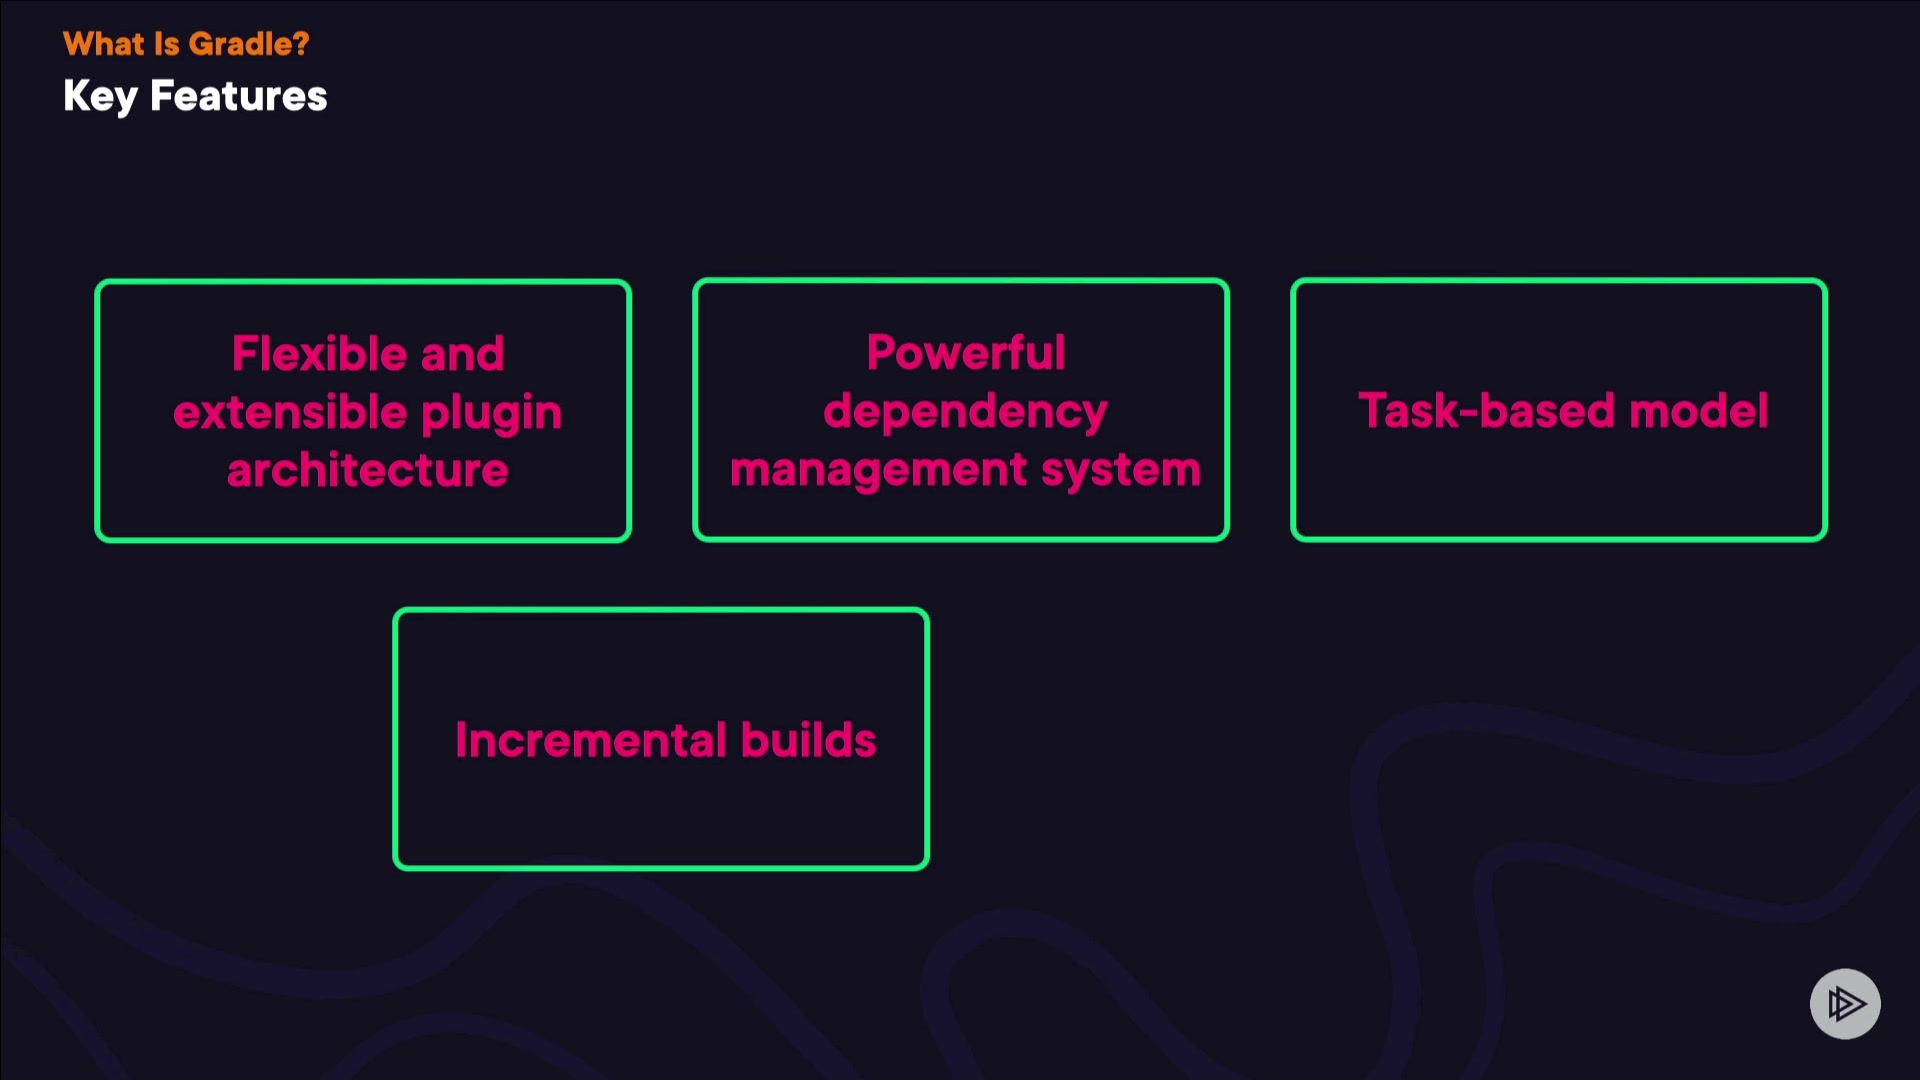 What Is Gradle?
Key Features
Flexible and
extensible plugin
architecture
Powerful
dependency
management system
Task-based model
Incremental builds